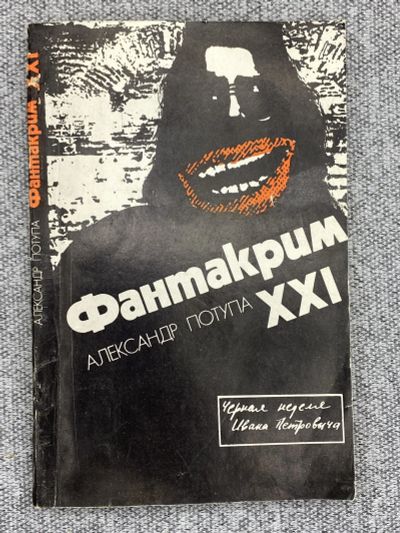 АЛЕКСАНДР ПОТУПА Фантакрим XXI
Фантакрим
XXI
АЛЕКСАНДР ПОТУПА
Черная неделя
Ивана Петровича